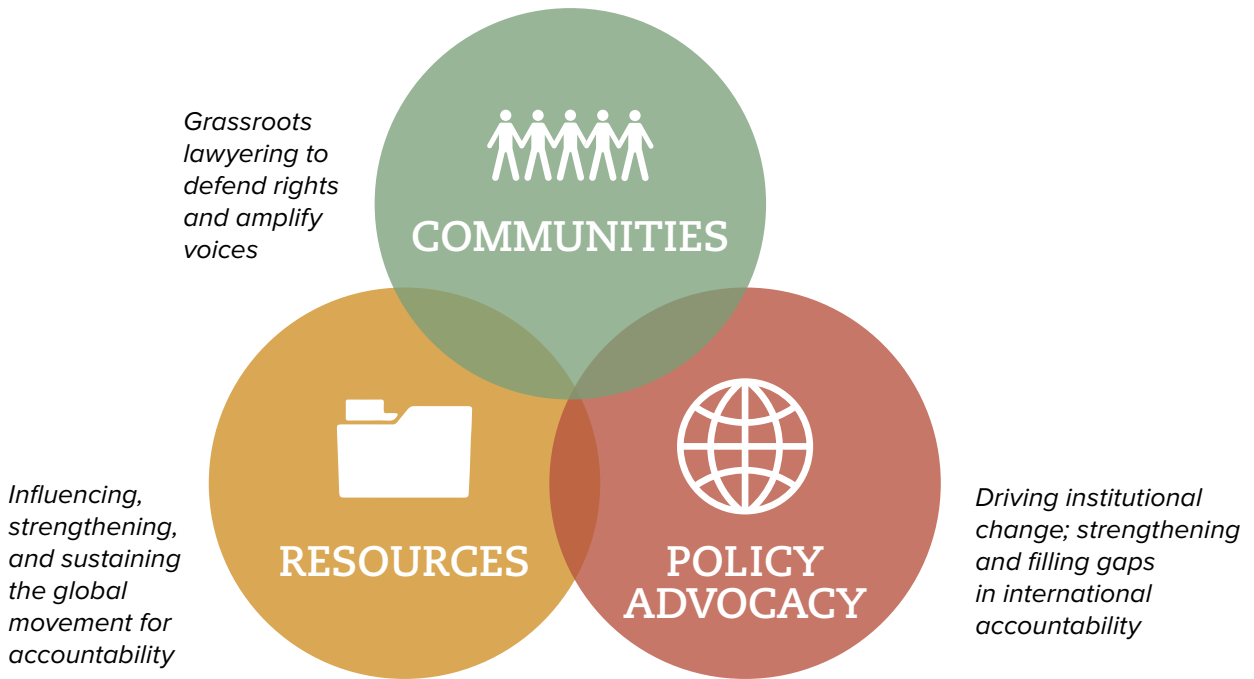 Grassroots
lawyering to
defend rights
and amplify
voices
COMMUNITIES
Influencing,
strengthening,
and sustaining
the global
movement for
accountability
RESOURCES
POLICY
ADVOCACY
Driving institutional
change; strengthening
and filling gaps
in international
accountability